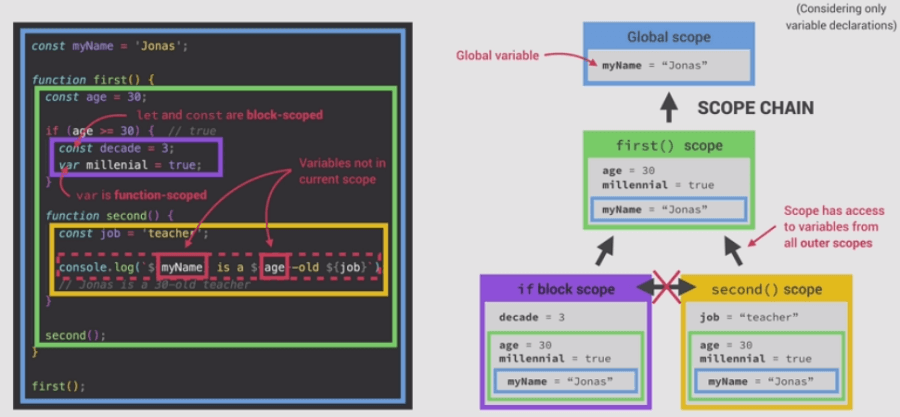 const myName = 'Jonas';
function first() {
const age = 30;
let and const are block-scoped
if (age >= 30) { // true
const decade = 3;
var millenial = true;
}
var is function-scoped
Variables not in
current scope
function second() {
const job = 'teacher';
console.log(`$ myName is a $ age -old ${job}`)
// Jonas is a 30-old teacher
}
second();
}
first();
(Considering only
variable declarations)
Global variable
Global scope
myName = “Jonas”
SCOPE CHAIN
first() scope
age = 30
millennial = true
myName = “Jonas”
Scope has access
to variables from
all outer scopes
if block scope
decade = 3
age = 30
millennial = true
myName = “Jonas”
second() scope
job = “teacher”
age = 30
millennial = true
myName = “Jonas”